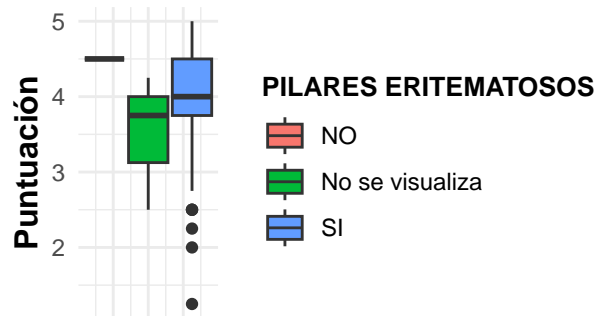 Puntuación
5
4
3
2
PILARES ERITEMATOSOS
NO
No se visualiza
SI